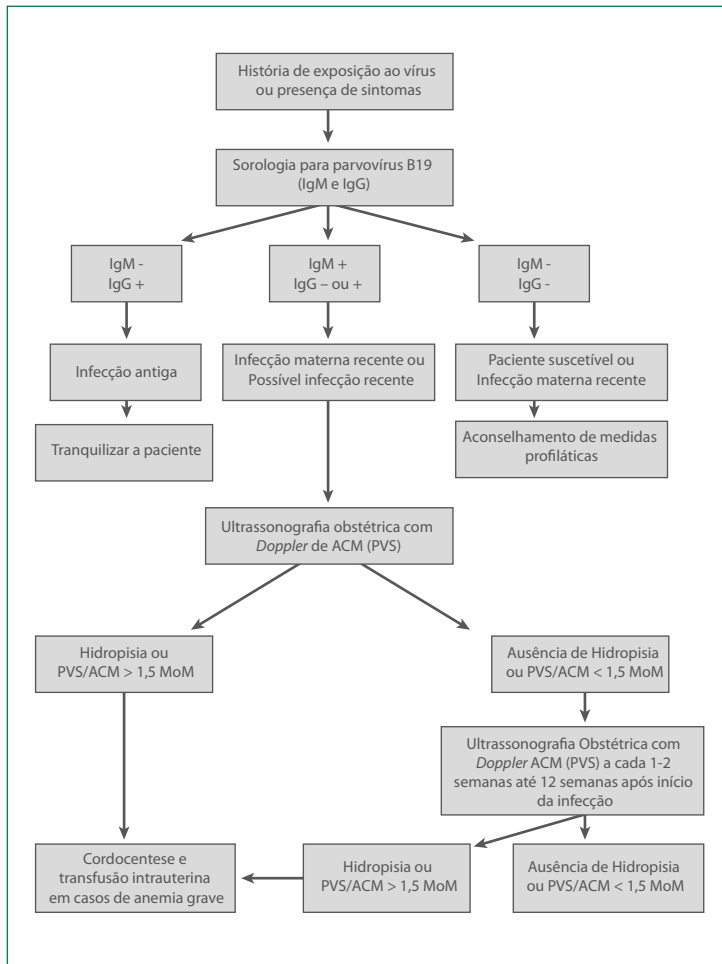 História de exposição ao vírus
ou presença de sintomas
Sorologia para parvovírus B19
(IgM e IgG)
IgM -
IgG +
IgM +
IgG – ou +
IgM -
IgG -
Infecção antiga
Infecção materna recente ou
Possível infecção recente
Paciente suscetível ou
Infecção materna recente
Tranquilizar a paciente
Aconselhamento de medidas
profiláticas
Ultrassonografia obstétrica com
Doppler de ACM (PVS)
Hidropisia ou
PVS/ACM > 1,5 MoM
Ausência de Hidropisia
ou PVS/ACM < 1,5 MoM
Ultrassonografia Obstétrica com
Doppler ACM (PVS) a cada 1-2
semanas até 12 semanas após início
da infecção
Cordocentese e
transfusão intrauterina
em casos de anemia grave
Hidropisia ou
PVS/ACM > 1,5 MoM
Ausência de Hidropisia
ou PVS/ACM < 1,5 MoM